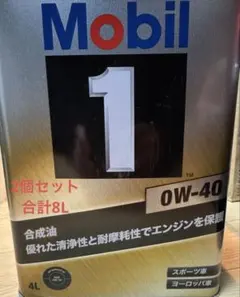 Mobil
1
TM
2個セット
合計8L
0W-40
合成油
優れた清浄性と耐摩耗性でエンジンを保護
4L
スポーツ車
ヨーロッパ車